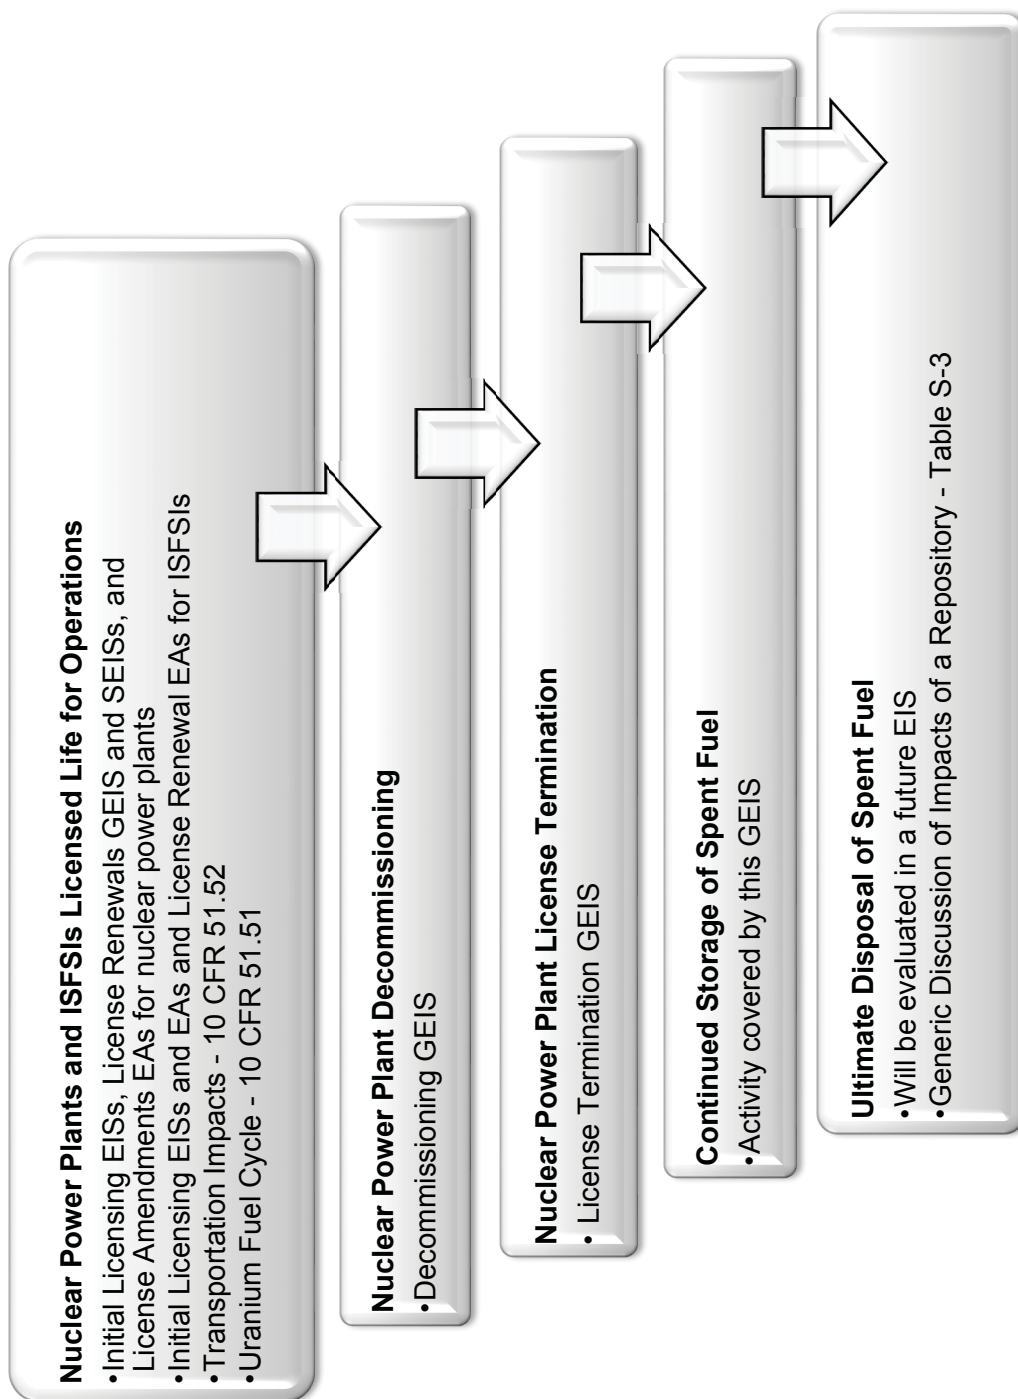 Nuclear Power Plants and ISFSIs Licensed Life for Operations
•Initial Licensing EISs, License Renewals GEIS and SEISs, and
License Amendments EAs for nuclear power plants
•Initial Licensing EISs and EAs and License Renewal EAs for ISFSIs
•Transportation Impacts - 10 CFR 51.52
•Uranium Fuel Cycle - 10 CFR 51.51
Nuclear Power Plant Decommissioning
•Decommissioning GEIS
Nuclear Power Plant License Termination
• License Termination GEIS
Continued Storage of Spent Fuel
•Activity covered by this GEIS
Ultimate Disposal of Spent Fuel
•Will be evaluated in a future EIS
•Generic Discussion of Impacts of a Repository - Table S-3